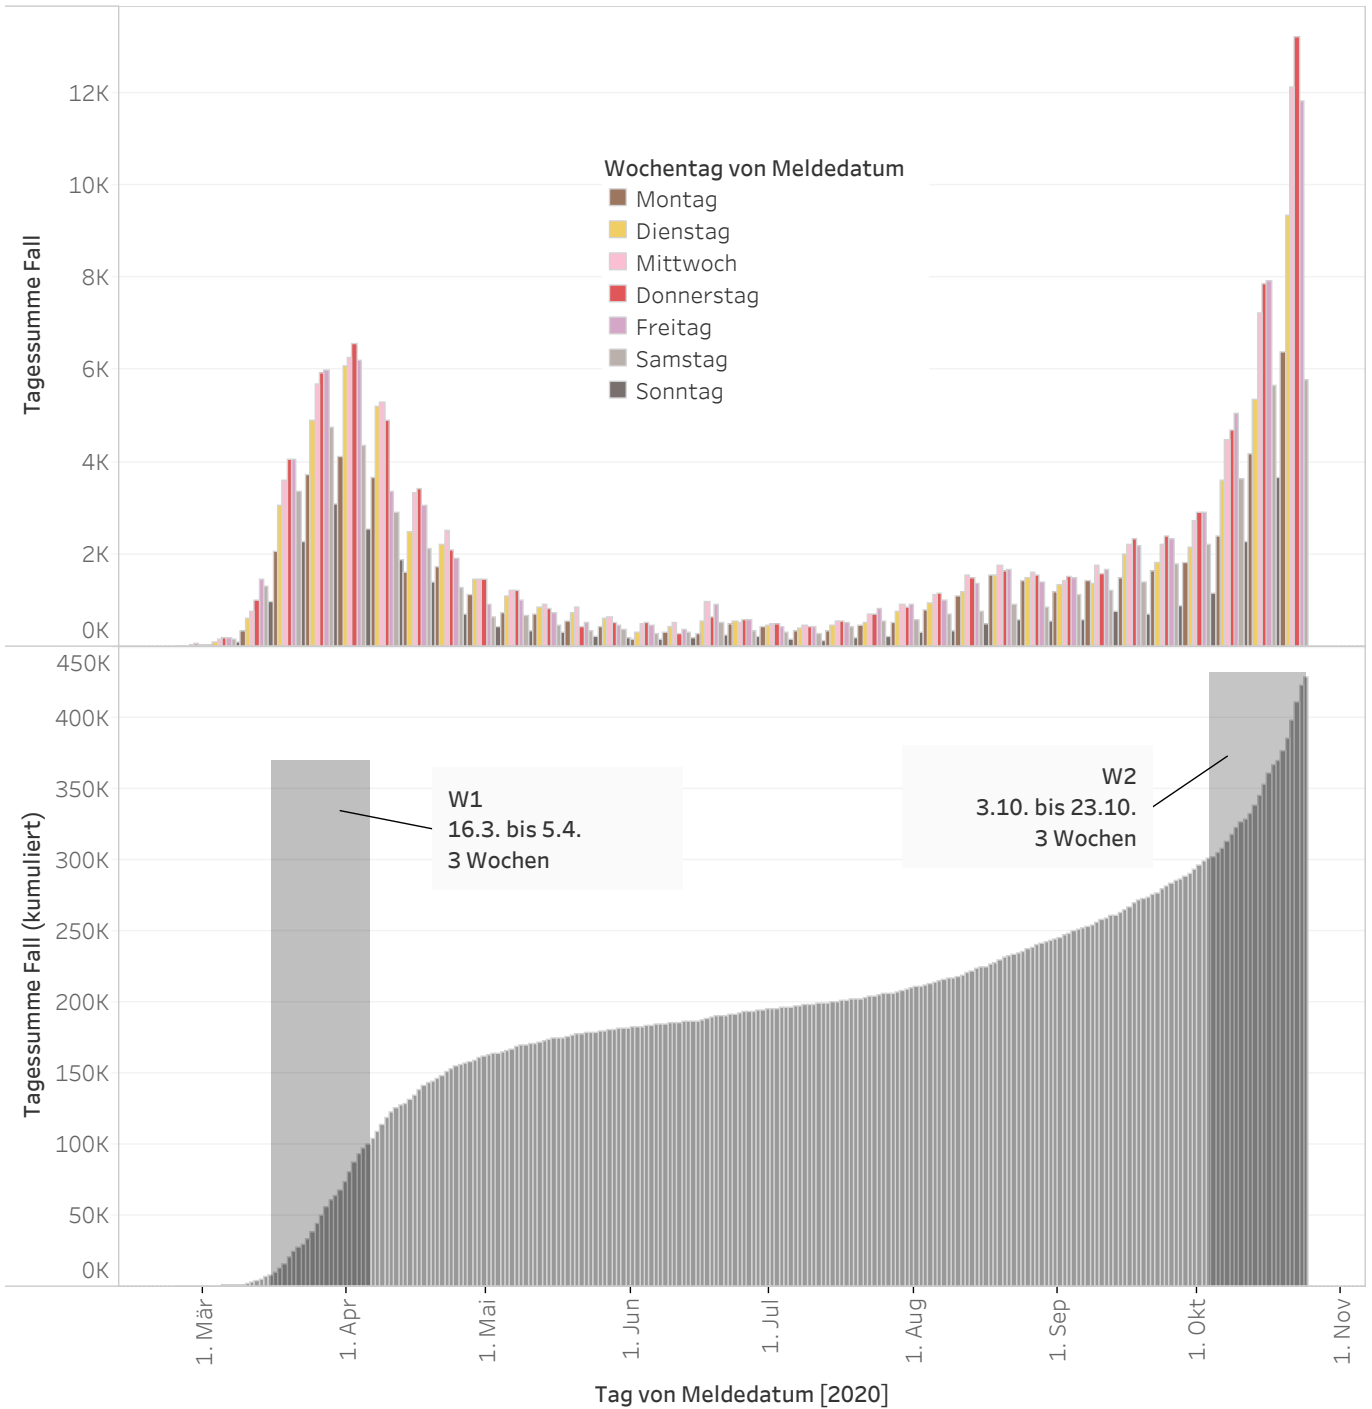 12K
10K
8K
6K
4K
2K
0K
Tagessumme Fall
Wochentag von Meldedatum
Montag
Dienstag
Mittwoch
Donnerstag
Freitag
Samstag
Sonntag
450K
400K
350K
300K
250K
200K
150K
100K
50K
0K
Tagessumme Fall (kumuliert)
W1
16.3. bis 5.4.
3 Wochen
W2
3.10. bis 23.10.
3 Wochen
1. Mär
1. Apr
1. Mai
1. Jun
1. Jul
1. Aug
1. Sep
1. Okt
1. Nov
Tag von Meldedatum [2020]